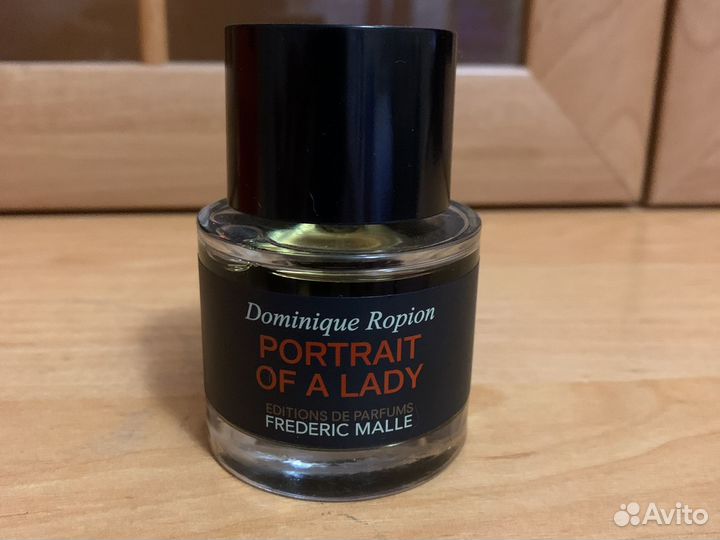 Dominique Ropion
PORTRAIT
OF A LADY
EDITIONS DE PARFUMS
FREDERIC MALLE
Avito